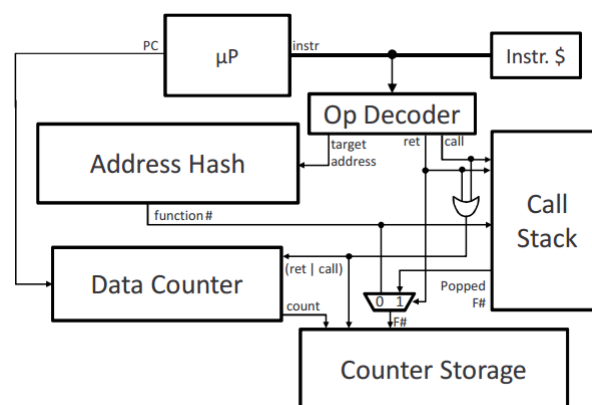 PC
µP
instr
Instr. $
Op Decoder
target
address
ret
call
Address Hash
function #
Call
Stack
(ret | call)
Data Counter
count
0 1
Popped
F#
F#
Counter Storage